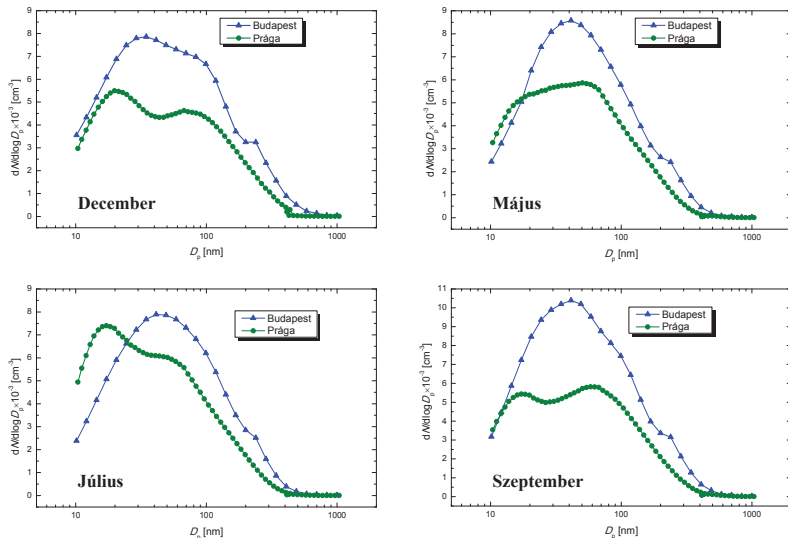 9
8
7
6
5
4
3
2
1
0
dN/dlogDp×10⁻³ [cm⁻³]
Budapest
Prága
December
10 100 1000
Dp [nm]
9
8
7
6
5
4
3
2
1
0
dN/dlogDp×10⁻³ [cm⁻³]
Budapest
Prága
Május
10 100 1000
Dp [nm]
9
8
7
6
5
4
3
2
1
0
dN/dlogDp×10⁻³ [cm⁻³]
Budapest
Prága
Július
10 100 1000
Dp [nm]
11
10
9
8
7
6
5
4
3
2
1
0
dN/dlogDp×10⁻³ [cm⁻³]
Budapest
Prága
Szeptember
10 100 1000
Dp [nm]